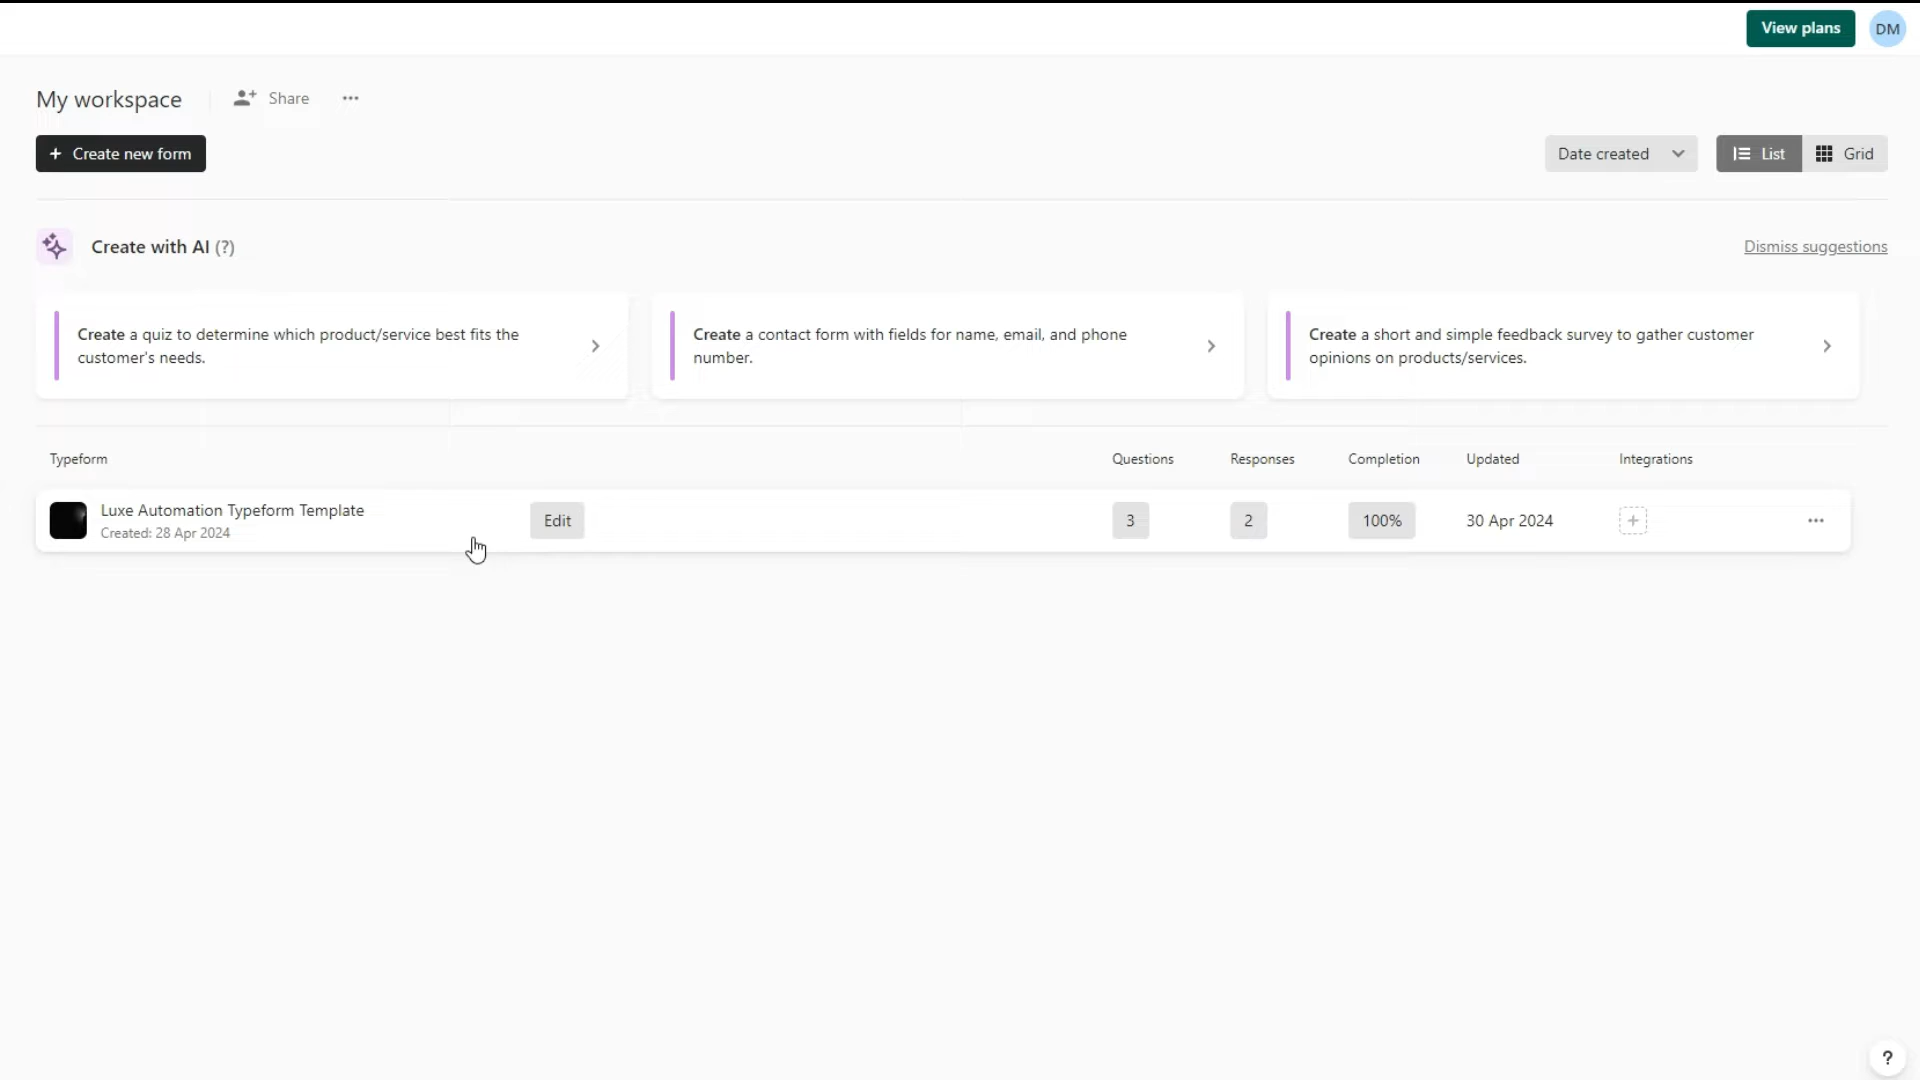 View plans
DM
My workspace
Share
Create new form
Date created
List
Grid
Create with AI (?)
Dismiss suggestions
Create a quiz to determine which product/service best fits the
customer's needs.
Create a contact form with fields for name, email, and phone
number.
Create a short and simple feedback survey to gather customer
opinions on products/services.
Typeform
Questions
Responses
Completion
Updated
Integrations
Luxe Automation Typeform Template
Created: 28 Apr 2024
Edit
3
2
100%
30 Apr 2024
?